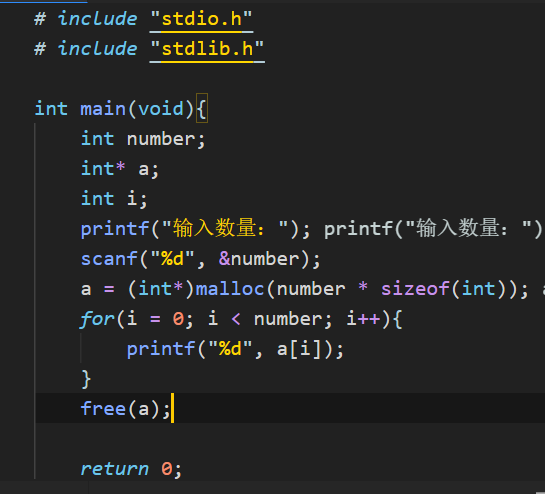 # include "stdio.h"
# include "stdlib.h"
int main(void){
int number;
int* a;
int i;
printf("输入数量："); printf("输入数量：")
scanf("%d", &number);
a = (int*)malloc(number * sizeof(int)); a
for(i = 0; i < number; i++){
printf("%d", a[i]);
}
free(a);
return 0;